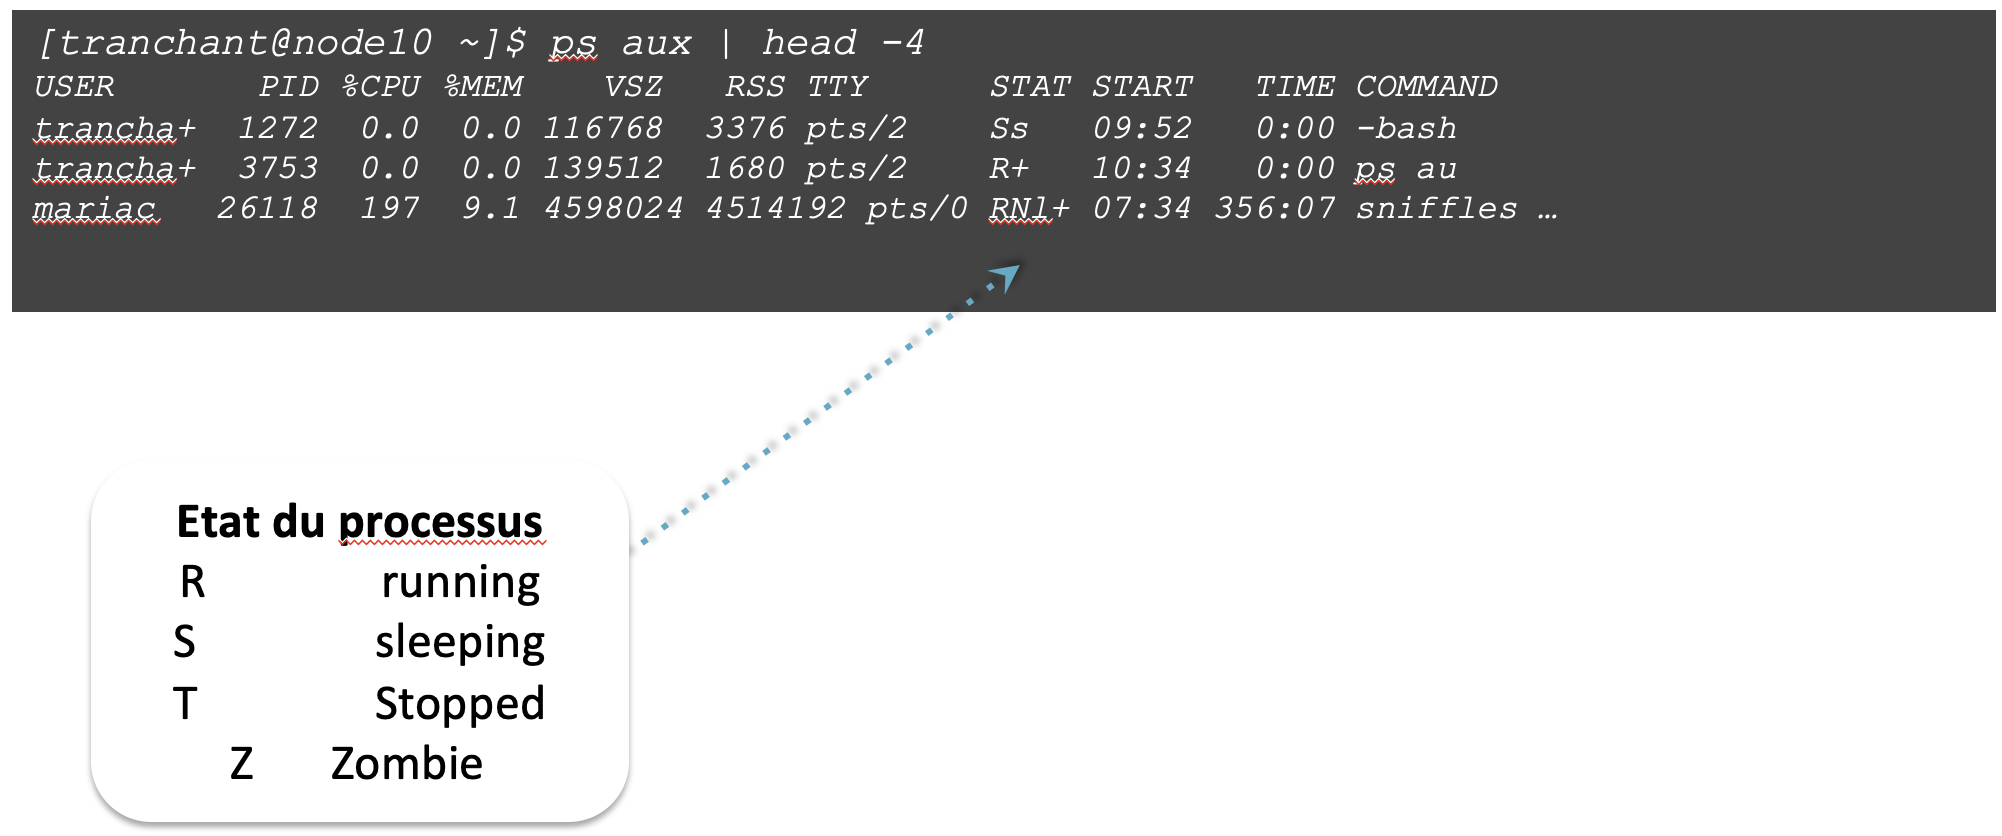 [tranchant@node10 ~]$ ps aux | head -4
USER PID %CPU %MEM VSZ RSS TTY STAT START TIME COMMAND
trancha+ 1272 0.0 0.0 116768 3376 pts/2 Ss 09:52 0:00 -bash
trancha+ 3753 0.0 0.0 139512 1680 pts/2 R+ 10:34 0:00 ps au
mariac 26118 197 9.1 4598024 4514192 pts/0 RNl+ 07:34 356:07 sniffles …
Etat du processus
R running
S sleeping
T Stopped
Z Zombie